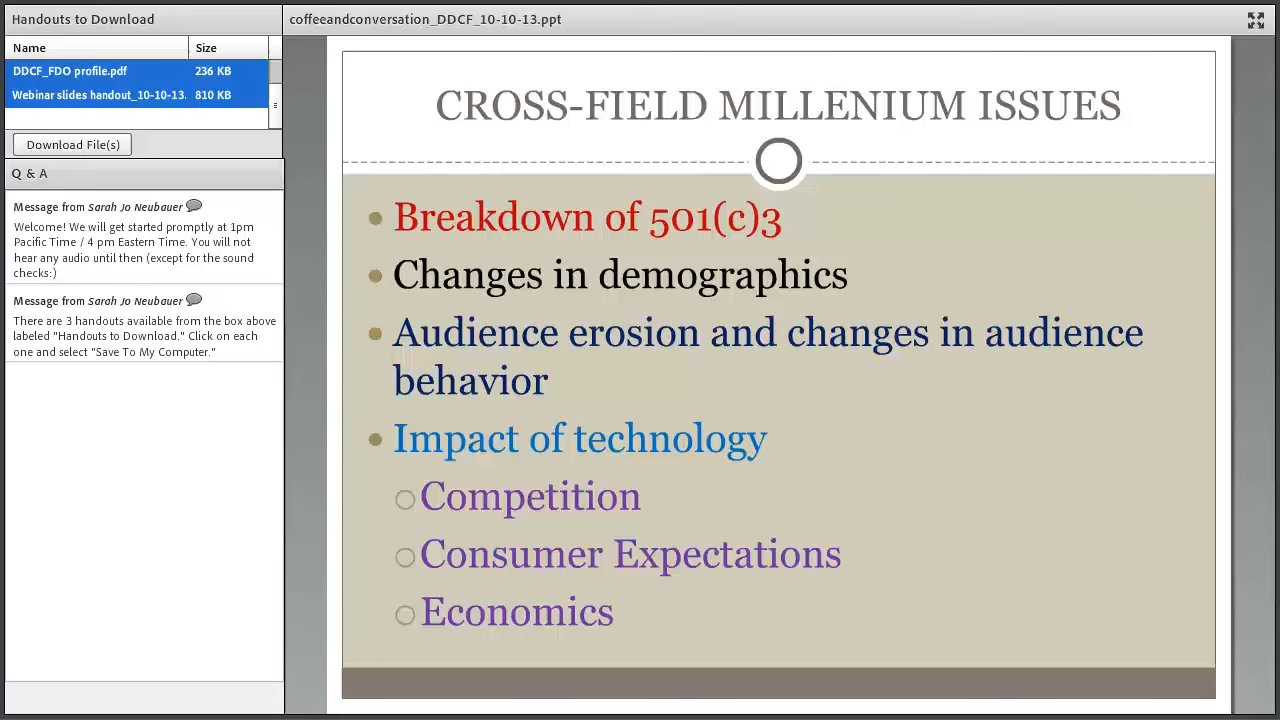 Handouts to Download
Name Size
DDCF_FDO profile.pdf 236 KB
Webinar slides handout_10-10-13. 810 KB
Download File(s)
Q & A
Message from Sarah Jo Neubauer
Welcome! We will get started promptly at 1pm
Pacific Time / 4 pm Eastern Time. You will not
hear any audio until then (except for the sound
checks:)
Message from Sarah Jo Neubauer
There are 3 handouts available from the box above
labeled "Handouts to Download." Click on each
one and select "Save To My Computer."
coffeeandconversation_DDCF_10-10-13.ppt
CROSS-FIELD MILLENIUM ISSUES
Breakdown of 501(c)3
Changes in demographics
Audience erosion and changes in audience
behavior
Impact of technology
Competition
Consumer Expectations
Economics